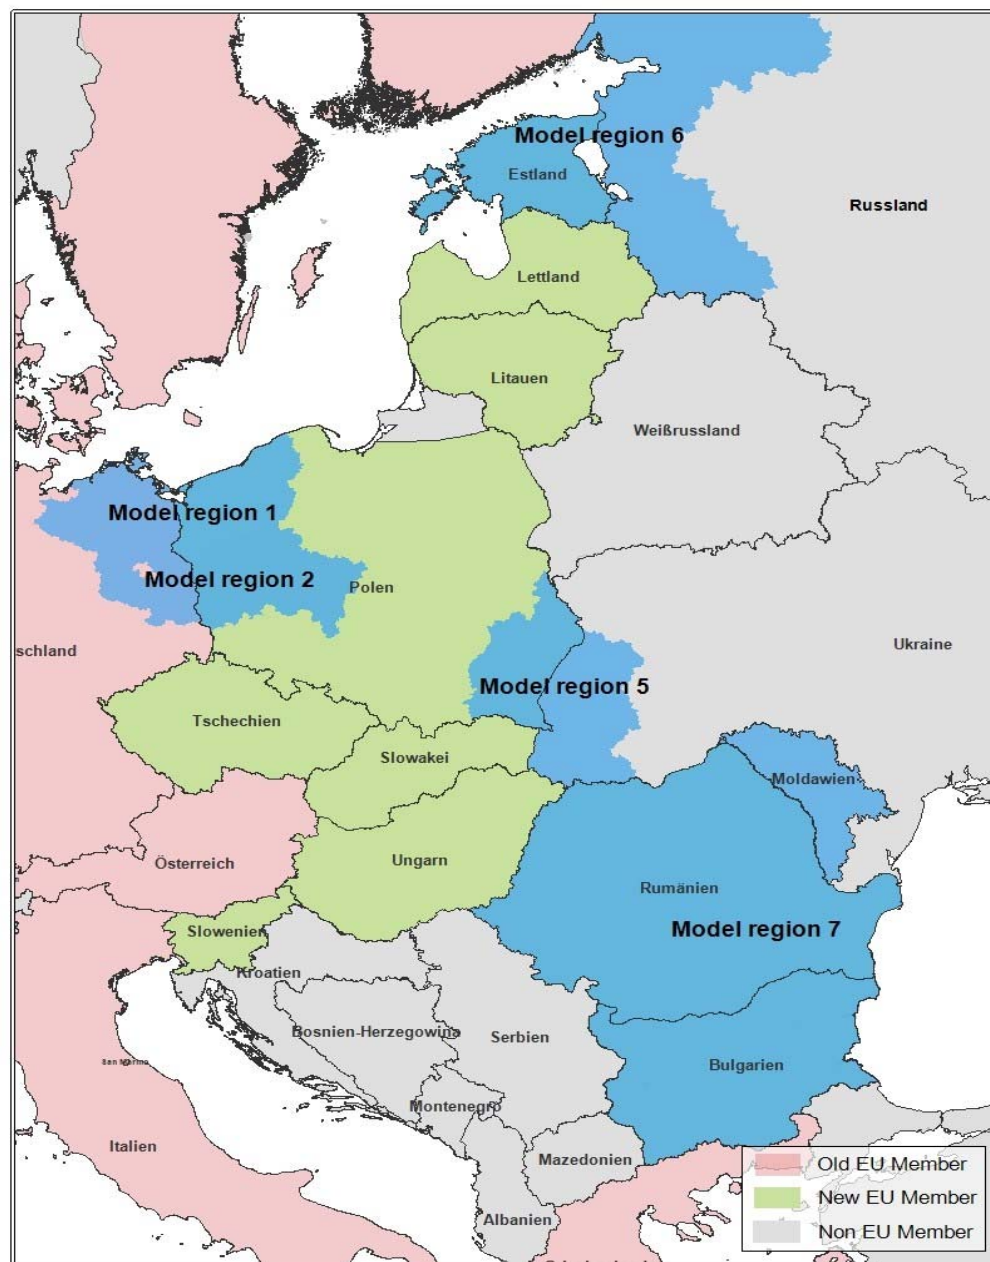 Model region 6
Estland
Russland
Lettland
Litauen
Weißrussland
Model region 1
Model region 2
Polen
Ukraine
schland
Model region 5
Tschechien
Slowakei
Moldawien
Österreich
Ungarn
Rumänien
Slowenien
Model region 7
Kroatien
Bosnien-Herzegowina
Serbien
San Marino
Bulgarien
Montenegro
Italien
Mazedonien
Albanien
Old EU Member
New EU Member
Non EU Member